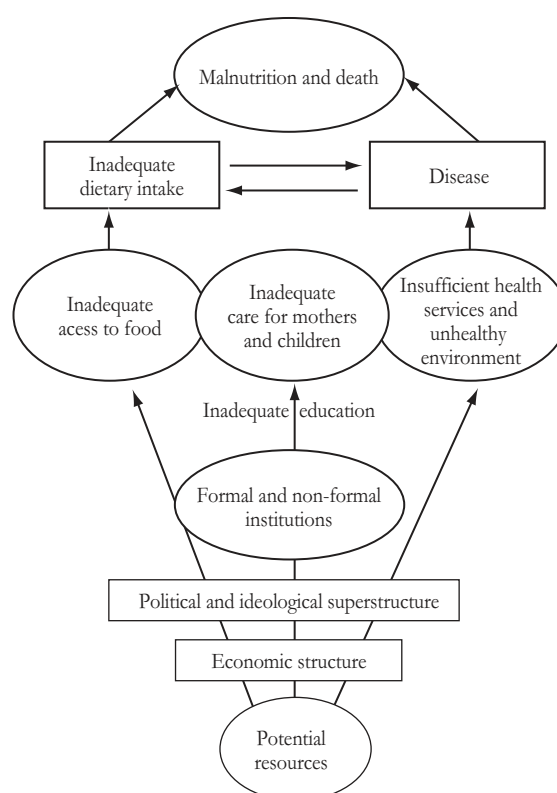 Malnutrition and death
Inadequate
dietary intake
Disease
Inadequate
acess to food
Inadequate
care for mothers
and children
Insufficient health
services and
unhealthy
environment
Inadequate education
Formal and non-formal
institutions
Political and ideological superstructure
Economic structure
Potential
resources